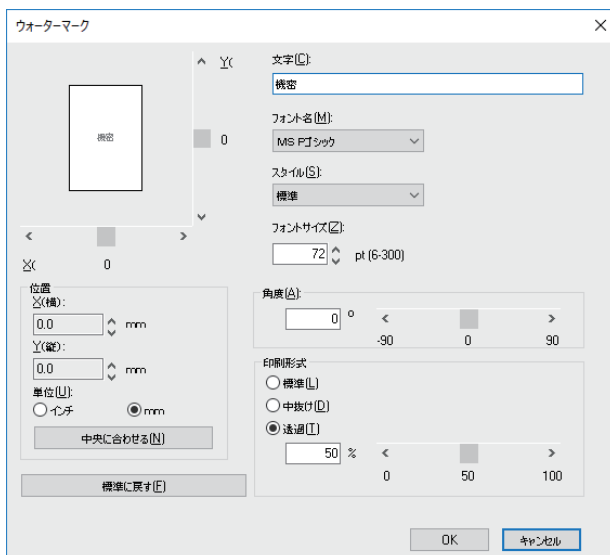 ウォーターマーク
Y(
0
機密
X( 0
位置
X(横):
0.0 mm
Y(縦):
0.0 mm
単位(U):
インチ mm
中央に合わせる(N)
標準に戻す(F)
文字(C):
機密
フォント名(M):
MS Pゴシック
スタイル(S):
標準
フォントサイズ(Z):
72 pt (6-300)
角度(A):
0 °
-90 0 90
印刷形式
標準(L)
中抜け(D)
透過(T)
50 %
0 50 100
OK キャンセル